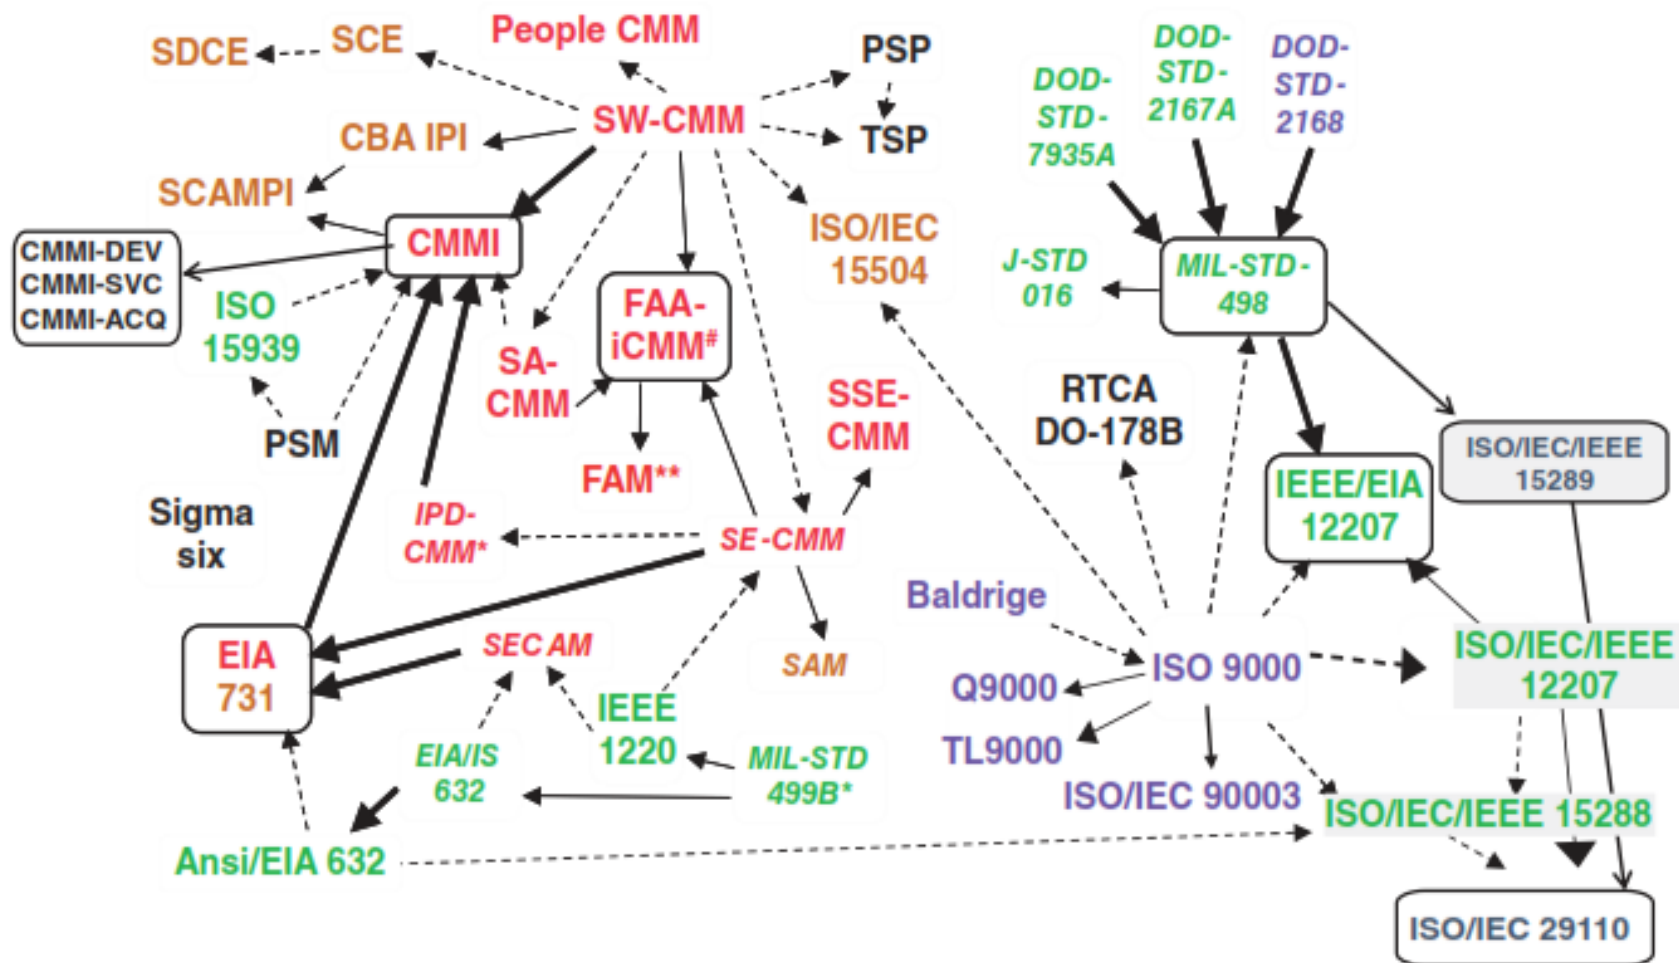 People CMM
SCE
SDCE
PSP
SW-CMM
TSP
CBA IPI
SCAMPI
DOD-
STD-
7935A
DOD-
STD-
2167A
DOD-
STD-
2168
CMMI
CMMI-DEV
CMMI-SVC
CMMI-ACQ
ISO
15939
ISO/IEC
15504
J-STD
016
MIL-STD-
498
FAA-
iCMM#
SA-
CMM
SSE-
CMM
RTCA
DO-178B
PSM
FAM**
ISO/IEC/IEEE
15289
IEEE/EIA
12207
Sigma
six
IPD-
CMM*
SE-CMM
Baldrige
EIA
731
SECAM
SAM
ISO 9000
ISO/IEC/IEEE
12207
Q9000
IEEE
1220
TL9000
EIA/IS
632
MIL-STD
499B*
ISO/IEC 90003
ISO/IEC/IEEE 15288
Ansi/EIA 632
ISO/IEC 29110